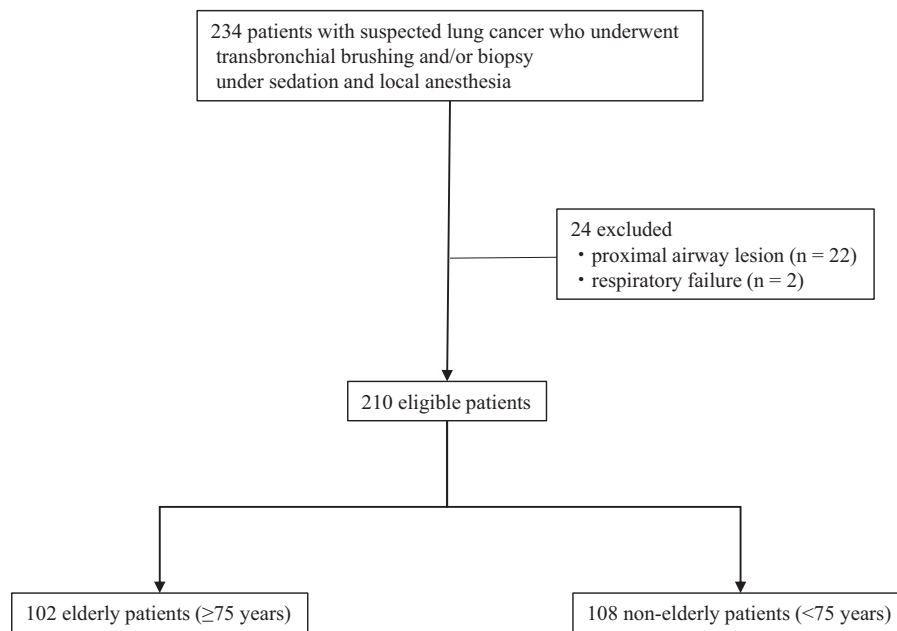 234 patients with suspected lung cancer who underwent
transbronchial brushing and/or biopsy
under sedation and local anesthesia
24 excluded
・proximal airway lesion (n = 22)
・respiratory failure (n = 2)
210 eligible patients
102 elderly patients (≥75 years)
108 non-elderly patients (<75 years)